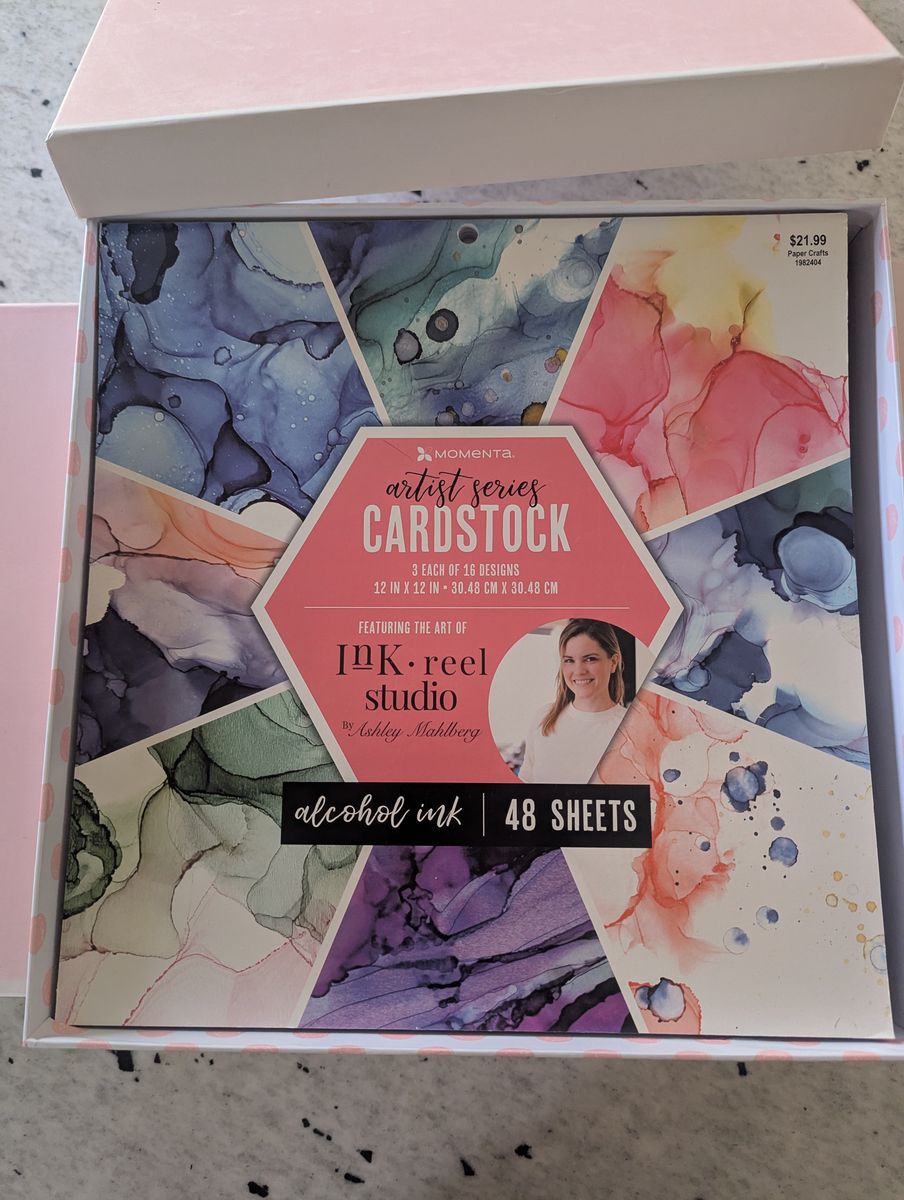 $21.99
Paper Crafts
1982404
MOMENTA®
artist series
CARDSTOCK
3 EACH OF 16 DESIGNS
12 IN X 12 IN • 30.48 CM X 30.48 CM
FEATURING THE ART OF
InK•reel
studio
By Ashley Mahlberg
alcohol ink | 48 SHEETS